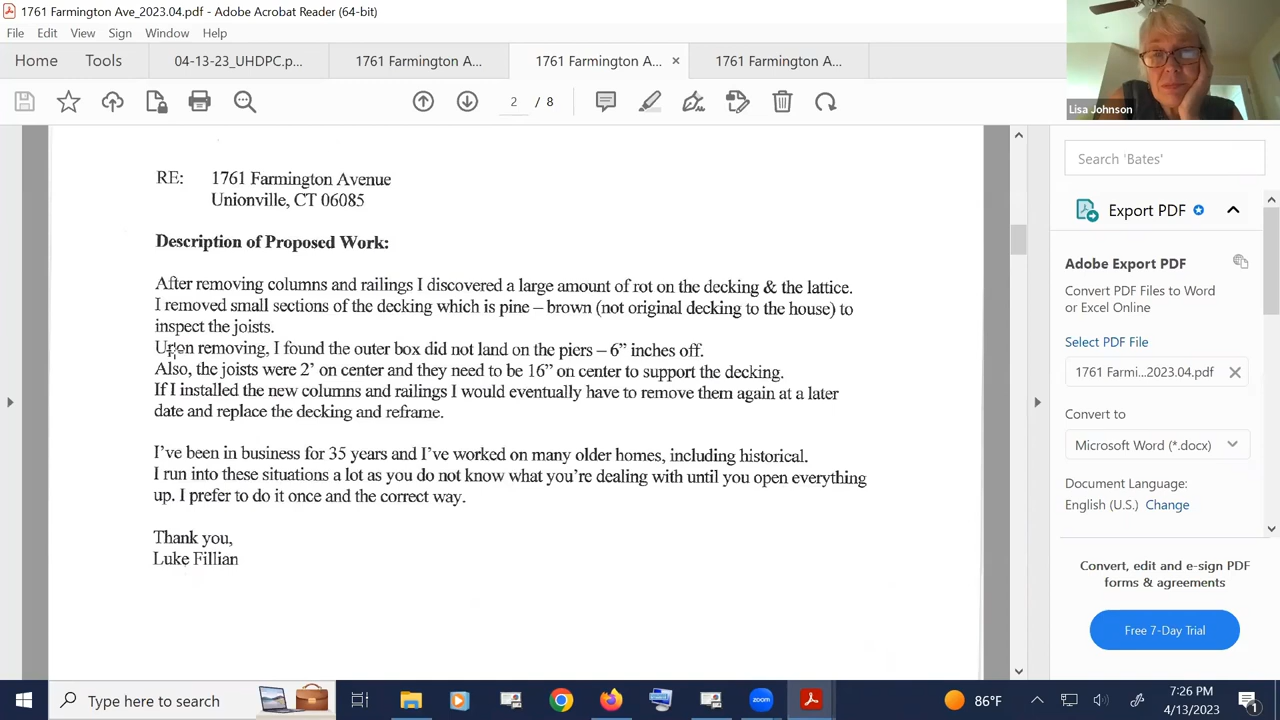 1761 Farmington Ave_2023.04.pdf - Adobe Acrobat Reader (64-bit)
File Edit View Sign Window Help
Home Tools 04-13-23_UHDPC.p... 1761 Farmington A... 1761 Farmington A... × 1761 Farmington A...
2 / 8
Lisa Johnson
RE: 1761 Farmington Avenue
Unionville, CT 06085
Description of Proposed Work:
After removing columns and railings I discovered a large amount of rot on the decking & the lattice.
I removed small sections of the decking which is pine – brown (not original decking to the house) to
inspect the joists.
Upon removing, I found the outer box did not land on the piers – 6” inches off.
Also, the joists were 2’ on center and they need to be 16” on center to support the decking.
If I installed the new columns and railings I would eventually have to remove them again at a later
date and replace the decking and reframe.
I’ve been in business for 35 years and I’ve worked on many older homes, including historical.
I run into these situations a lot as you do not know what you’re dealing with until you open everything
up. I prefer to do it once and the correct way.
Thank you,
Luke Fillian
Search 'Bates'
Export PDF
Adobe Export PDF
Convert PDF Files to Word
or Excel Online
Select PDF File
1761 Farmi...2023.04.pdf
Convert to
Microsoft Word (*.docx)
Document Language:
English (U.S.) Change
Convert, edit and e-sign PDF
forms & agreements
Free 7-Day Trial
Type here to search
zoom
86°F
7:26 PM
4/13/2023
1